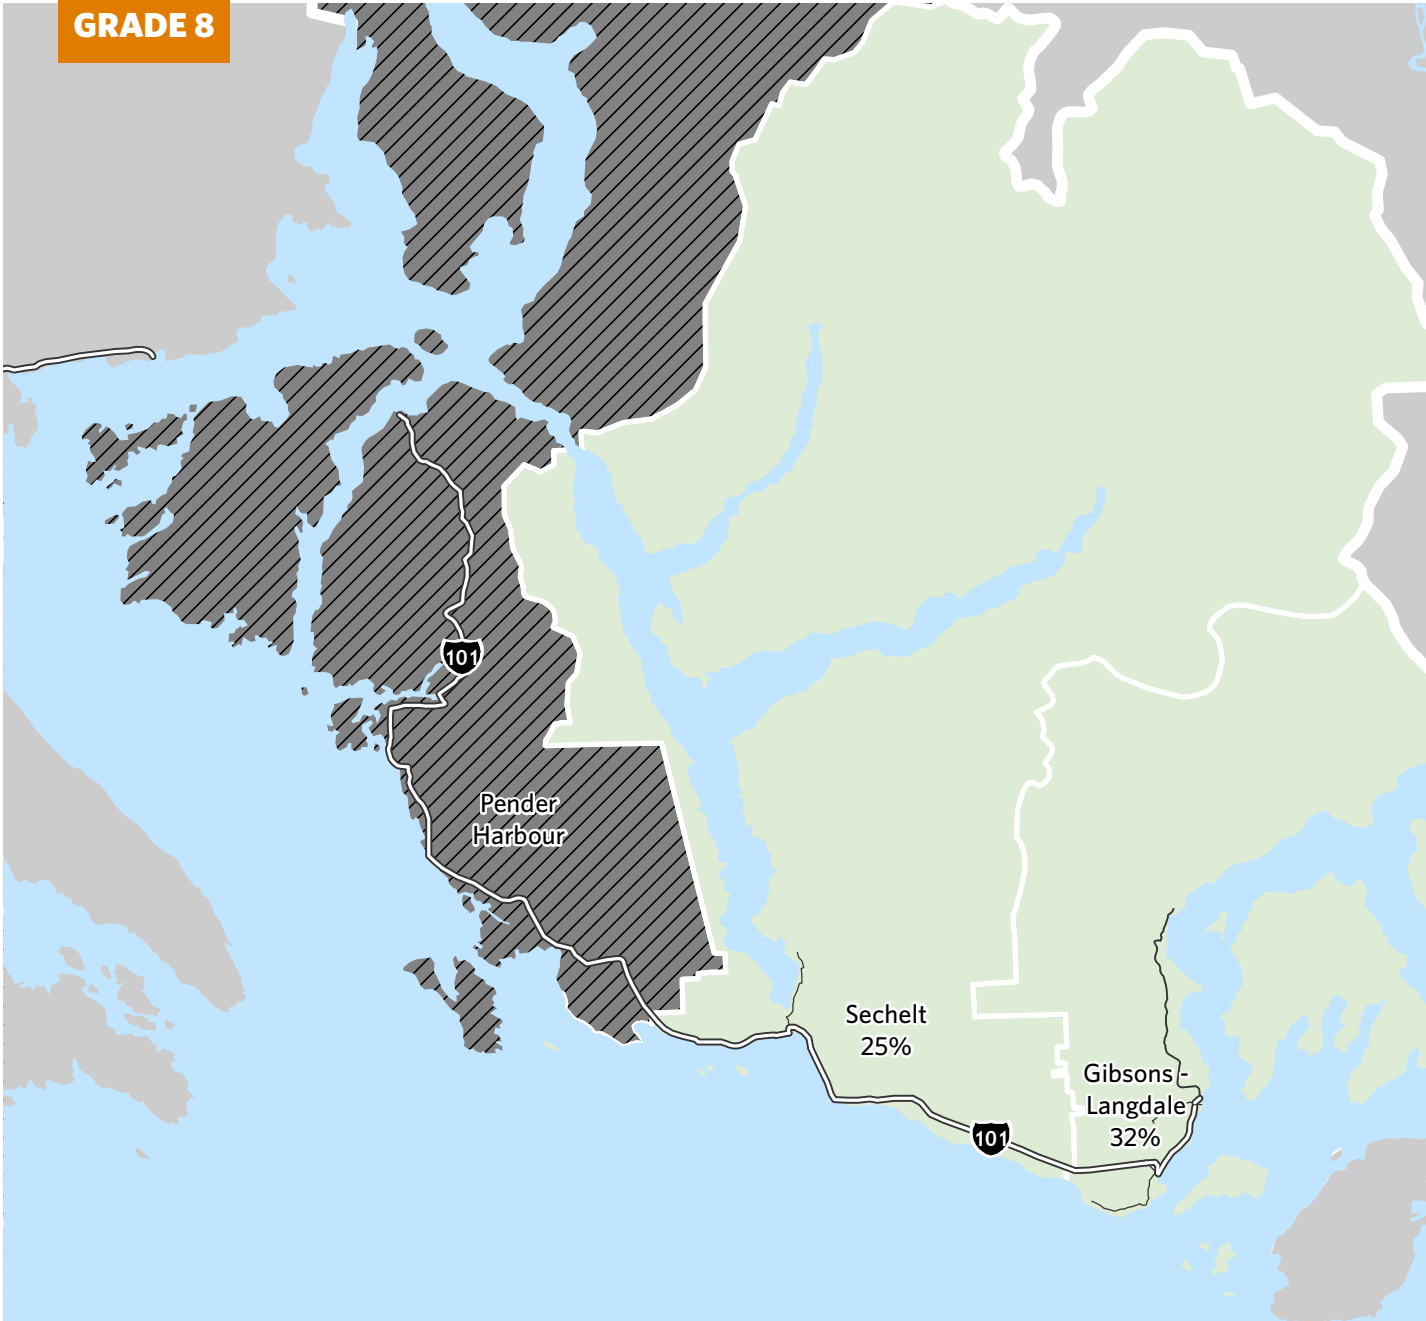 GRADE 8
101
Pender
Harbour
Sechelt
25%
Gibsons -
Langdale
32%
101